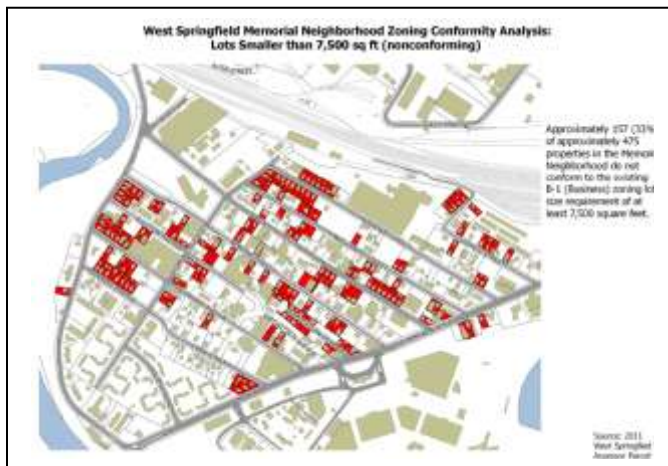 West Springfield Memorial Neighborhood Zoning Conformity Analysis:
Lots Smaller than 7,500 sq ft (nonconforming)
Approximately 157 (33%
of approximately 475
properties in the Memori
Neighborhood do not
conform to the existing
B-1 (Business) zoning lot
size requirement of at
least 7,500 square feet.
Source: 2011
West Springfield
Assessor Parcel